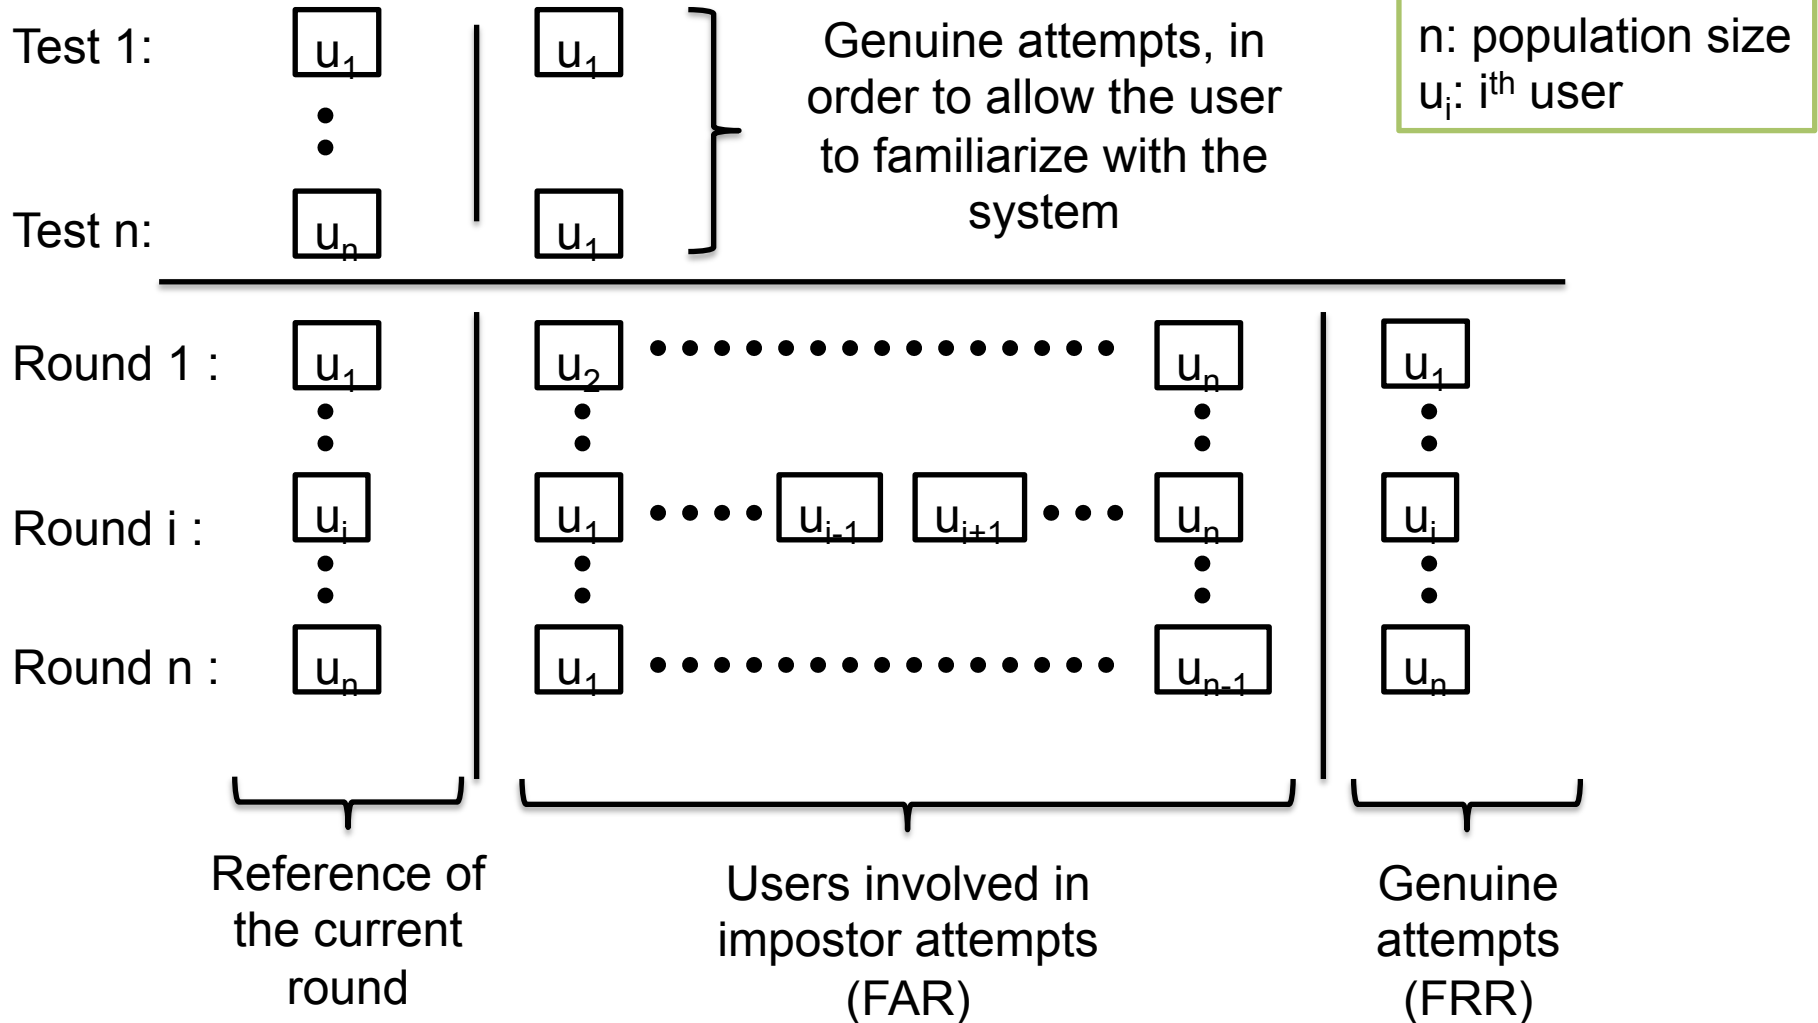 Test 1:
u₁
u₁
Genuine attempts, in
order to allow the user
to familiarize with the
system
n: population size
uᵢ: iᵗʰ user
Test n:
uₙ
u₁
Round 1 :
u₁
u₂
uₙ
u₁
Round i :
uᵢ
u₁
uᵢ₋₁
uᵢ₊₁
uₙ
uᵢ
Round n :
uₙ
u₁
uₙ₋₁
uₙ
Reference of
the current
round
Users involved in
impostor attempts
(FAR)
Genuine
attempts
(FRR)